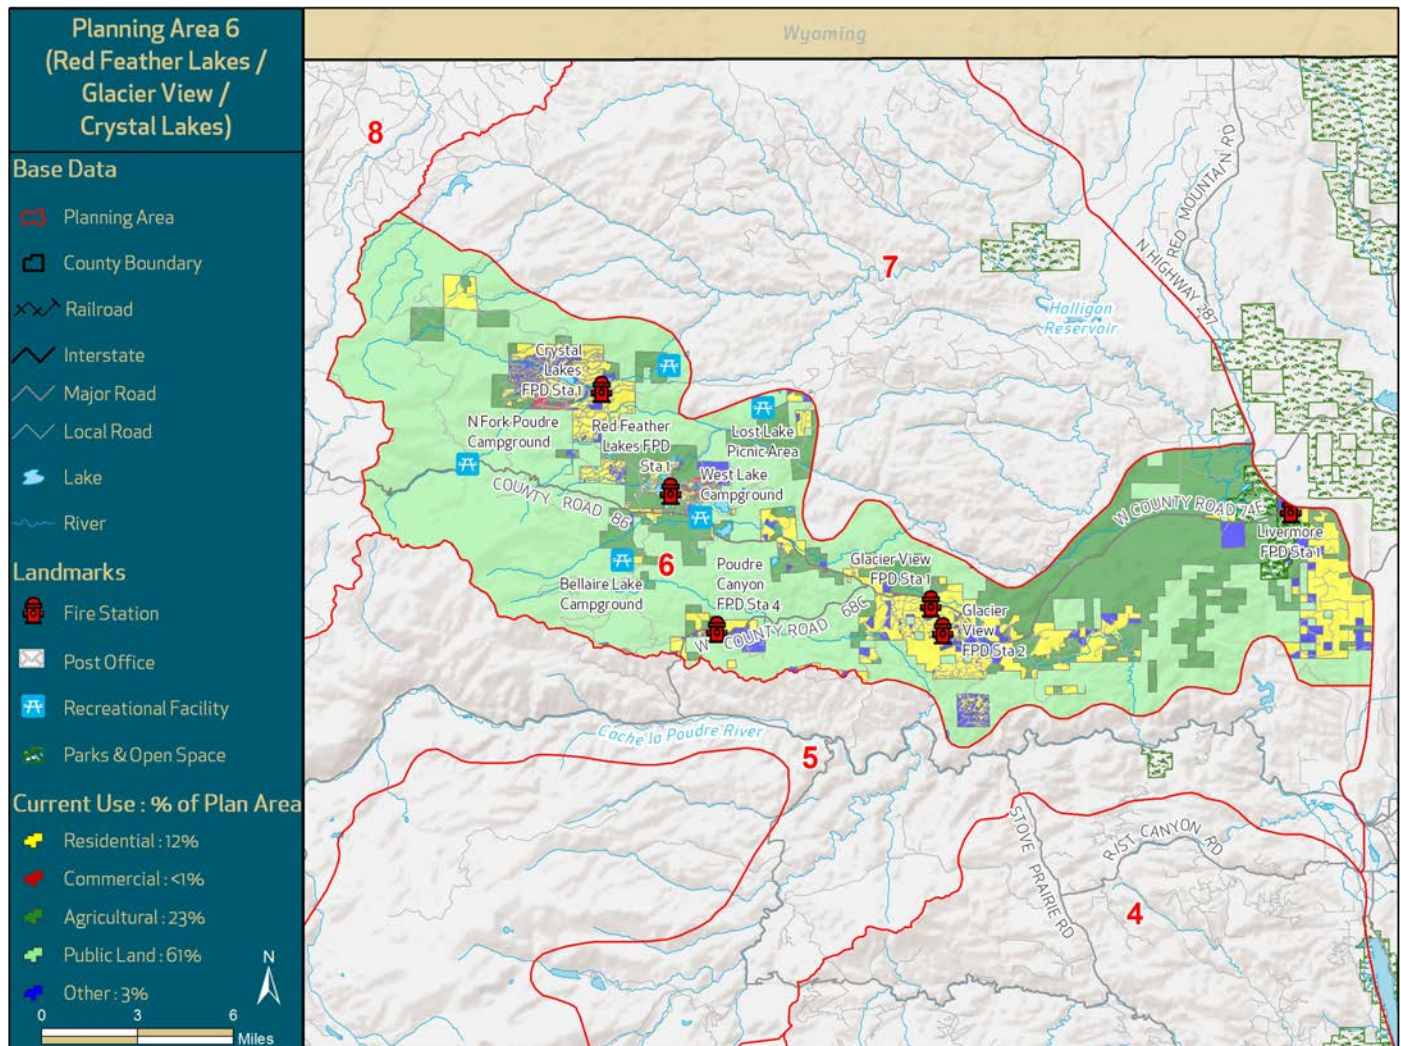 Planning Area 6
(Red Feather Lakes /
Glacier View /
Crystal Lakes)
Base Data
Planning Area
County Boundary
Railroad
Interstate
Major Road
Local Road
Lake
River
Landmarks
Fire Station
Post Office
Recreational Facility
Parks & Open Space
Current Use : % of Plan Area
Residential : 12%
Commercial : <1%
Agricultural : 23%
Public Land : 61%
Other : 3%
N
0 3 6
Miles
Wyoming
8
7
RED MOUNTAIN RD
N HIGHWAY 287
Halligan
Reservoir
Crystal
Lakes
FPD Sta 1
N Fork Poudre
Campground
Red Feather
Lakes FPD
Sta 1
Lost Lake
Picnic Area
West Lake
Campground
COUNTY ROAD 86
W COUNTY ROAD 74E
Livermore
FPD Sta 1
6
Bellaire Lake
Campground
Poudre
Canyon
FPD Sta 4
Glacier View
FPD Sta 1
Glacier
View
FPD Sta 2
W COUNTY ROAD 68C
Cache la Poudre River
5
STOVE PRAIRIE RD
RIST CANYON RD
4